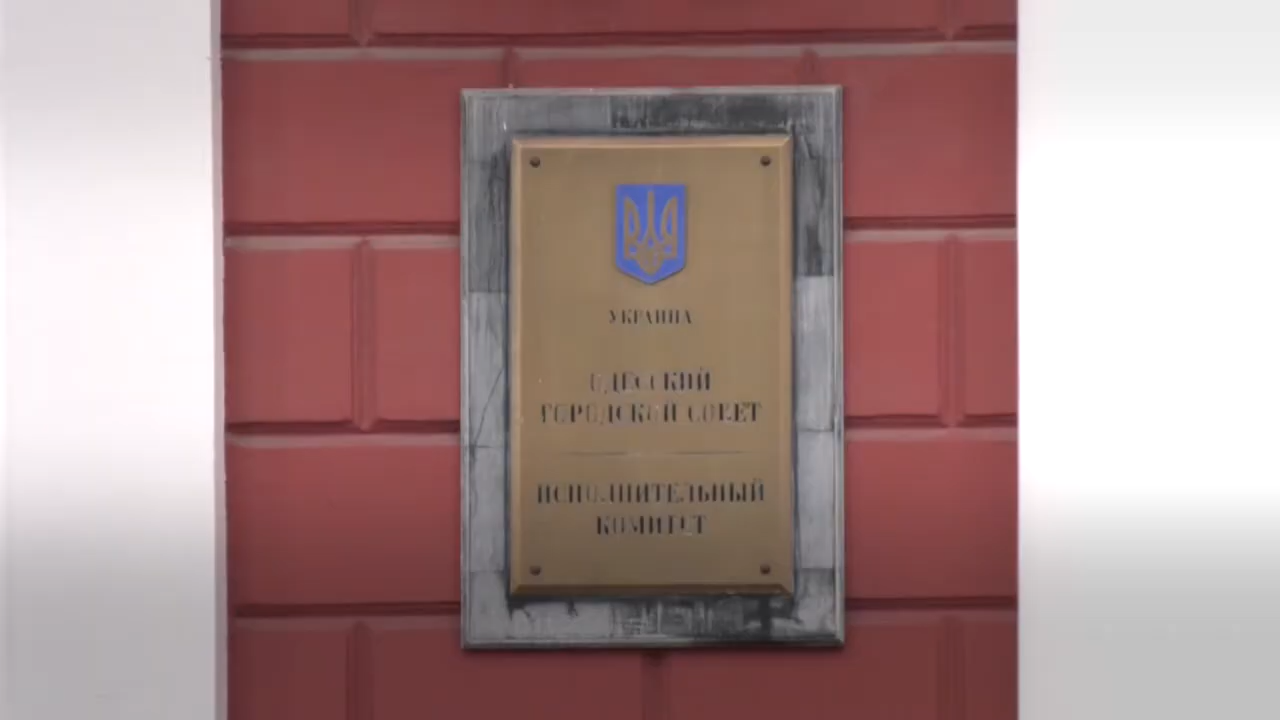 УКРАИНА
ОДЕССКИЙ
ГОРОДСКОЙ СОВЕТ
ИСПОЛНИТЕЛЬНЫЙ
КОМИТЕТ